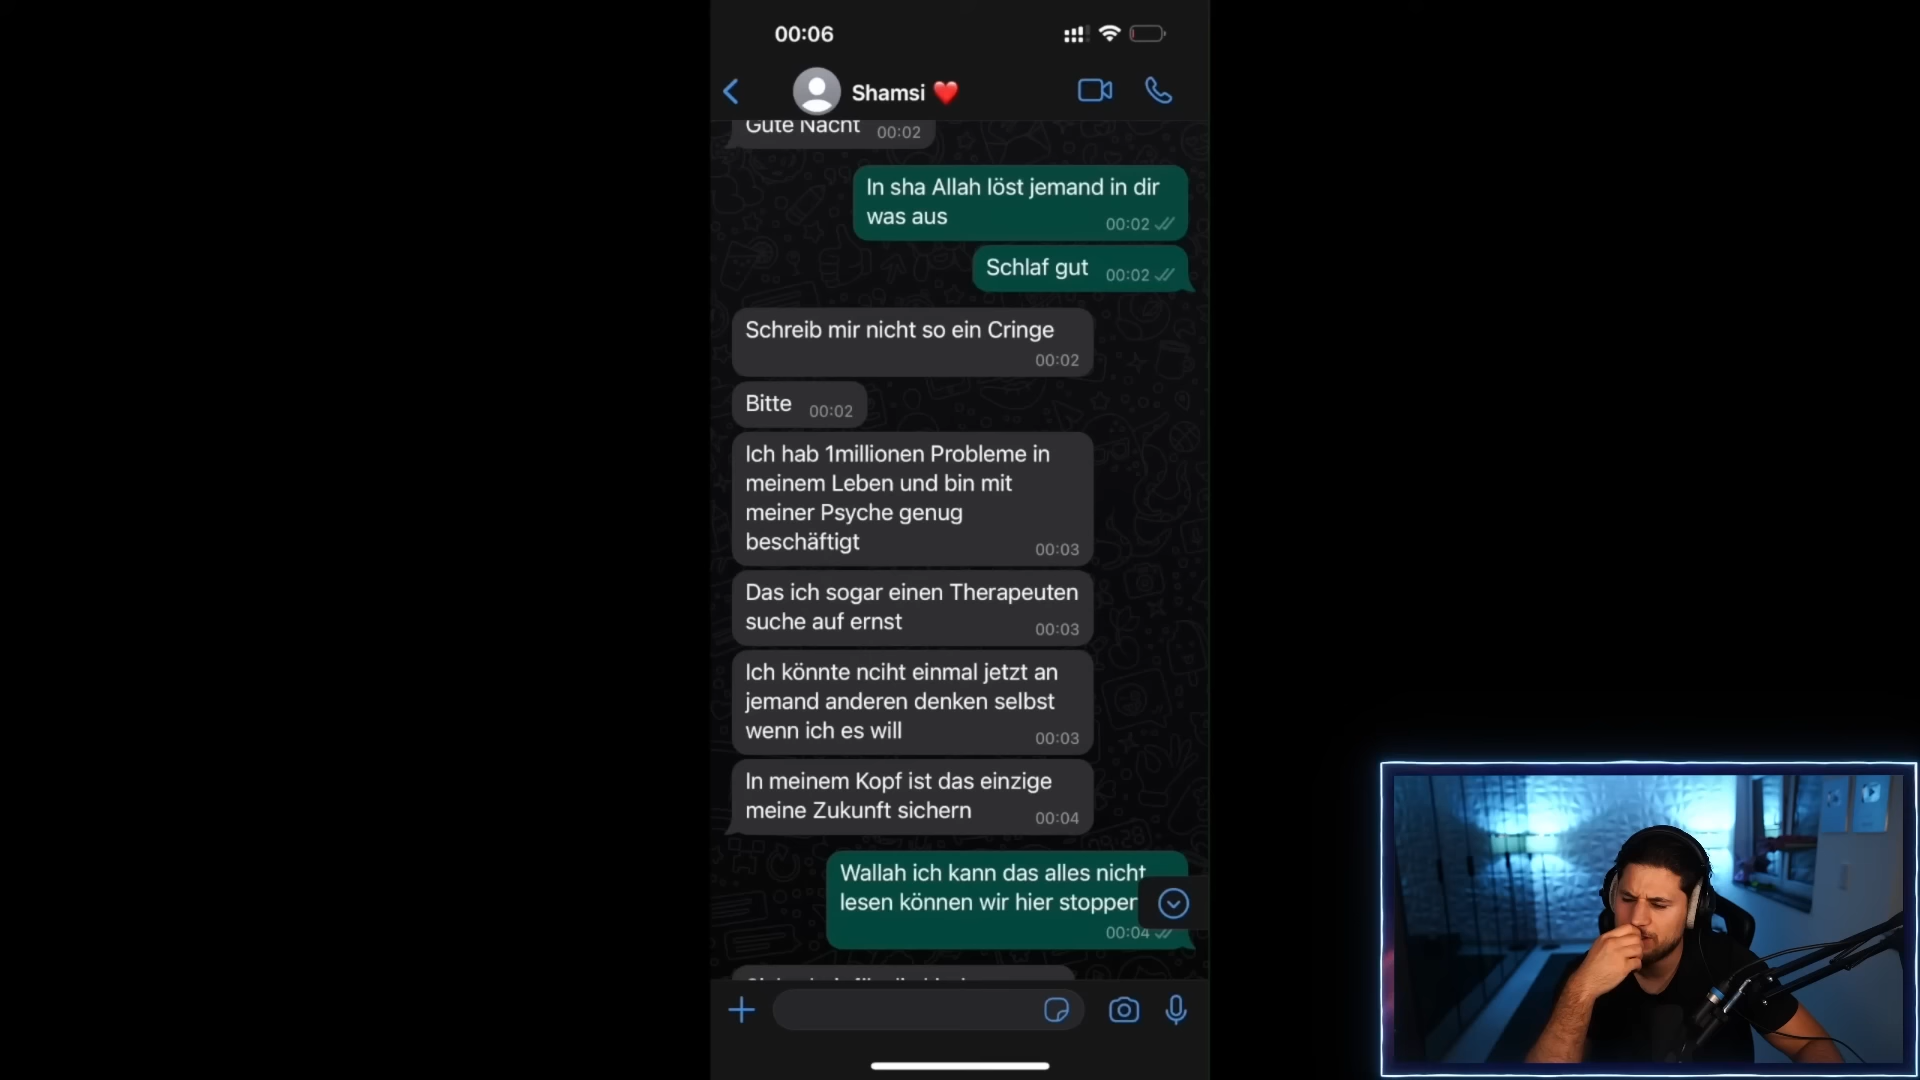 00:06
Shamsi ❤️
Gute Nacht 00:02
In sha Allah löst jemand in dir
was aus 00:02
Schlaf gut 00:02
Schreib mir nicht so ein Cringe
00:02
Bitte 00:02
Ich hab 1millionen Probleme in
meinem Leben und bin mit
meiner Psyche genug
beschäftigt 00:03
Das ich sogar einen Therapeuten
suche auf ernst 00:03
Ich könnte nciht einmal jetzt an
jemand anderen denken selbst
wenn ich es will 00:03
In meinem Kopf ist das einzige
meine Zukunft sichern 00:04
Wallah ich kann das alles nicht
lesen können wir hier stoppen
00:04